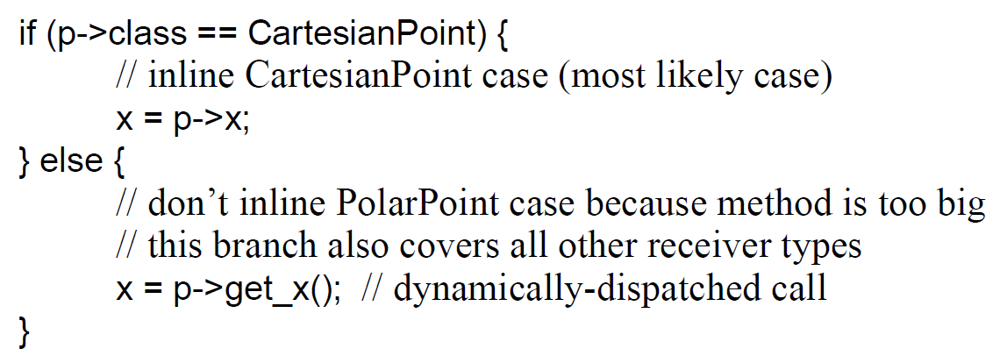 if (p->class == CartesianPoint) {
// inline CartesianPoint case (most likely case)
x = p->x;
} else {
// don’t inline PolarPoint case because method is too big
// this branch also covers all other receiver types
x = p->get_x(); // dynamically-dispatched call
}